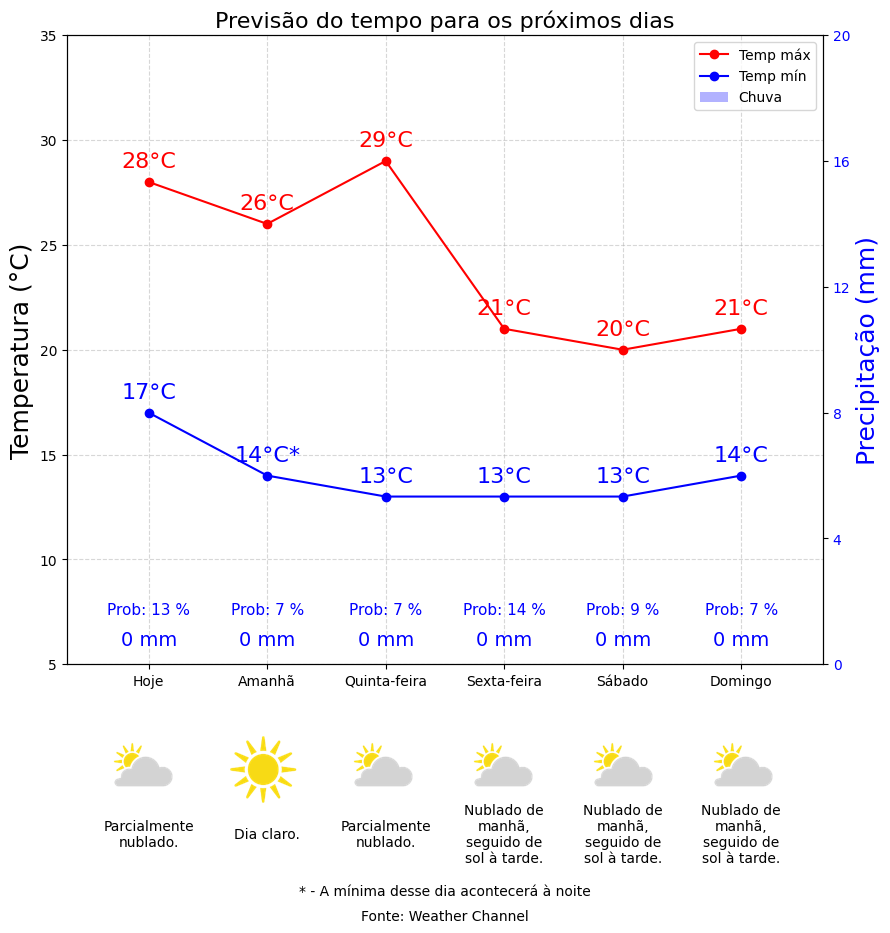 Previsão do tempo para os próximos dias
35
30
25
20
15
10
5
Temperatura (°C)
20
16
12
8
4
0
Precipitação (mm)
Temp máx
Temp mín
Chuva
28°C
26°C
29°C
21°C
20°C
21°C
17°C
14°C*
13°C
13°C
13°C
14°C
Prob: 13 %
Prob: 7 %
Prob: 7 %
Prob: 14 %
Prob: 9 %
Prob: 7 %
0 mm
0 mm
0 mm
0 mm
0 mm
0 mm
Hoje
Amanhã
Quinta-feira
Sexta-feira
Sábado
Domingo
Parcialmente
nublado.
Dia claro.
Parcialmente
nublado.
Nublado de
manhã,
seguido de
sol à tarde.
Nublado de
manhã,
seguido de
sol à tarde.
Nublado de
manhã,
seguido de
sol à tarde.
* - A mínima desse dia acontecerá à noite
Fonte: Weather Channel